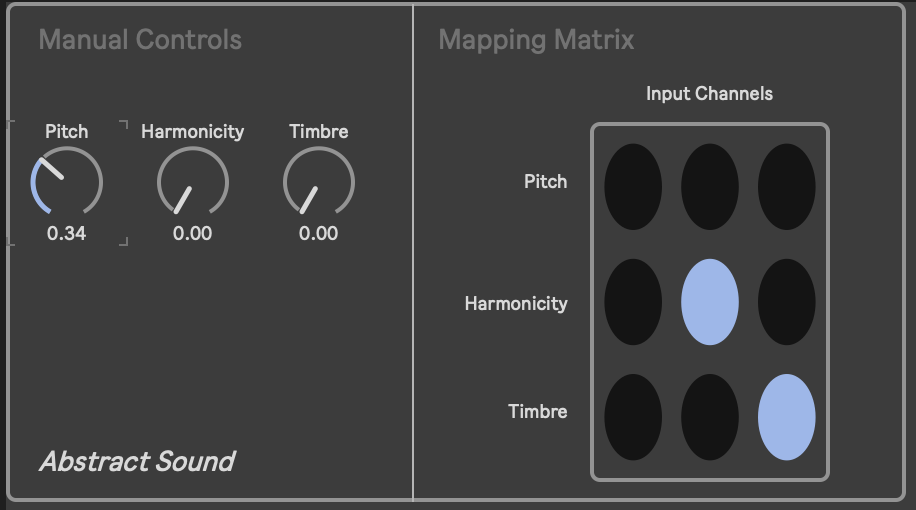 Manual Controls
Pitch Harmonicity Timbre
0.34 0.00 0.00
Abstract Sound
Mapping Matrix
Input Channels
Pitch
Harmonicity
Timbre